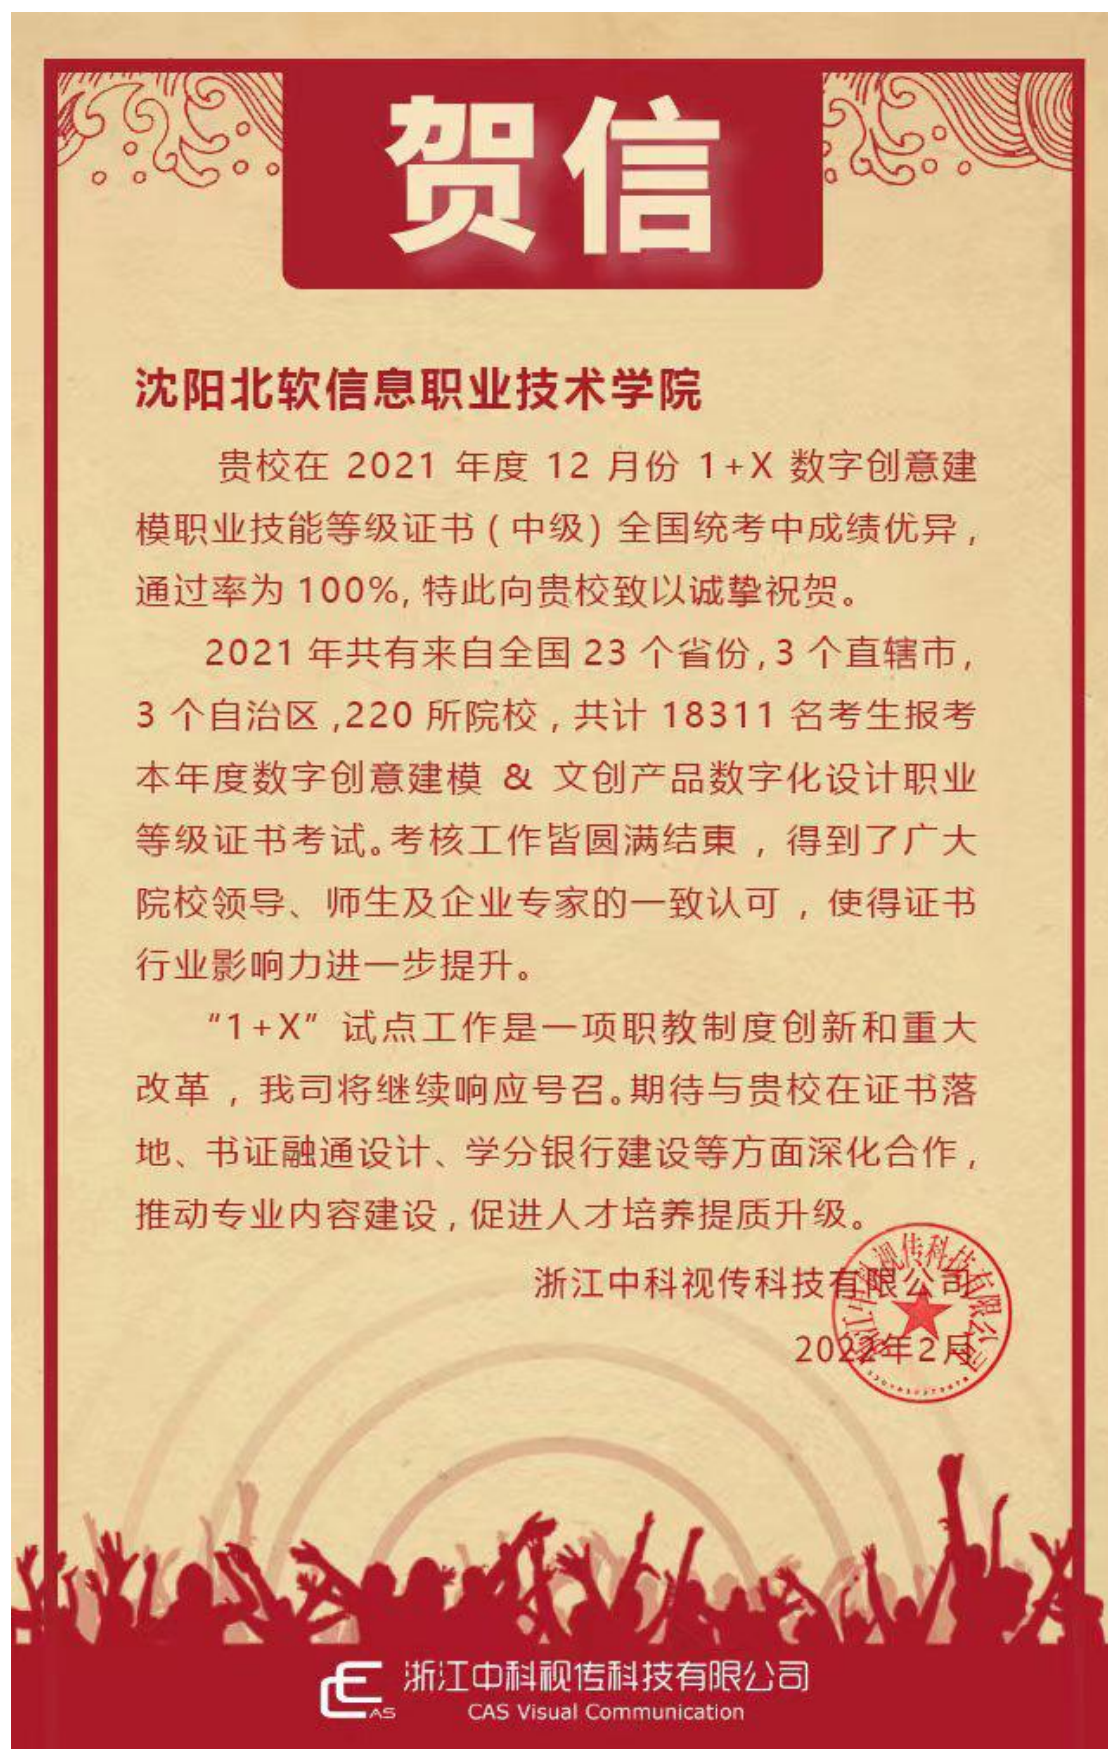 贺信
沈阳北软信息职业技术学院
贵校在 2021 年度 12 月份 1+X 数字创意建
模职业技能等级证书(中级)全国统考中成绩优异,
通过率为 100%,特此向贵校致以诚挚祝贺。
2021 年共有来自全国 23 个省份,3 个直辖市,
3 个自治区,220 所院校,共计 18311 名考生报考
本年度数字创意建模 & 文创产品数字化设计职业
等级证书考试。考核工作皆圆满结束,得到了广大
院校领导、师生及企业专家的一致认可,使得证书
行业影响力进一步提升。
“1+X”试点工作是一项职教制度创新和重大
改革,我司将继续响应号召。期待与贵校在证书落
地、书证融通设计、学分银行建设等方面深化合作,
推动专业内容建设,促进人才培养提质升级。
浙江中科视传科技有限公司
2022年2月
浙江中科视传科技有限公司
CAS
浙江中科视传科技有限公司
CAS Visual Communication